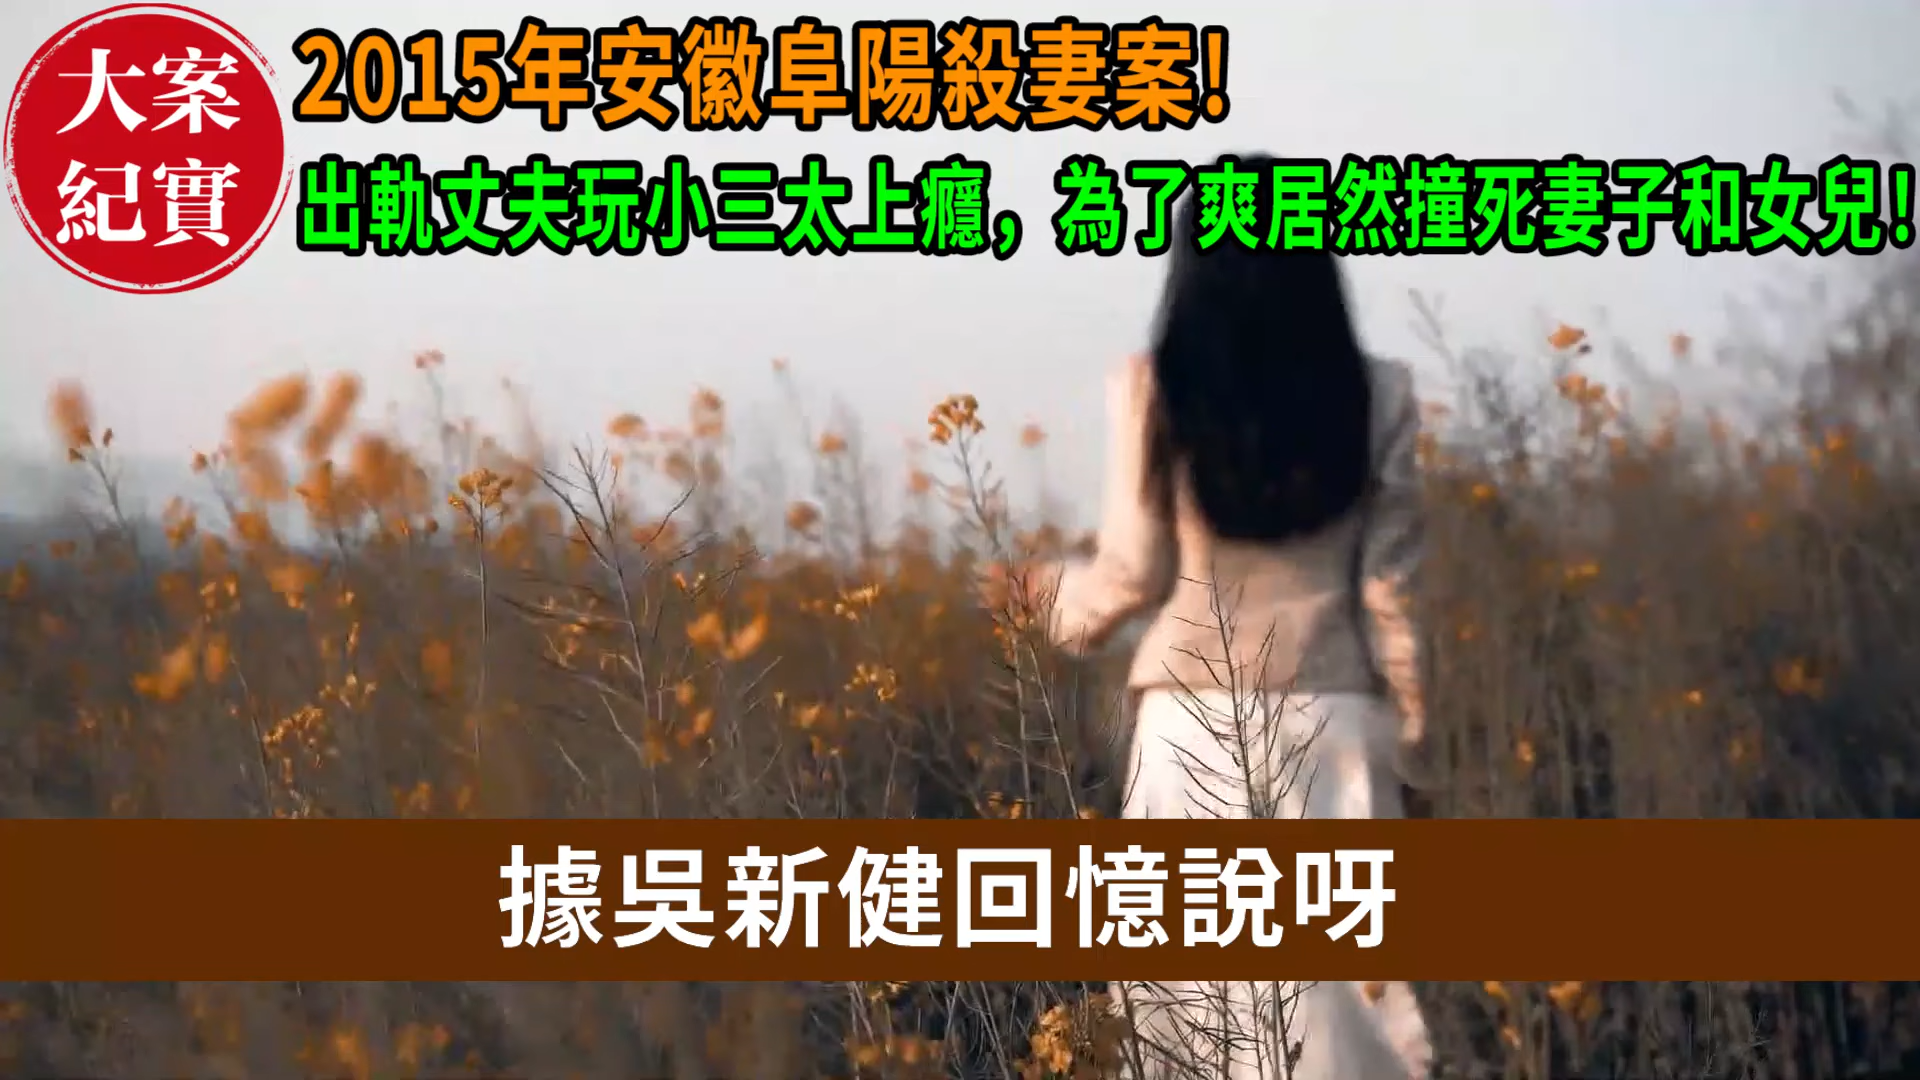 大案
紀實
2015年安徽阜陽殺妻案!
出軌丈夫玩小三太上癮，為了爽居然撞死妻子和女兒!
據吳新健回憶說呀